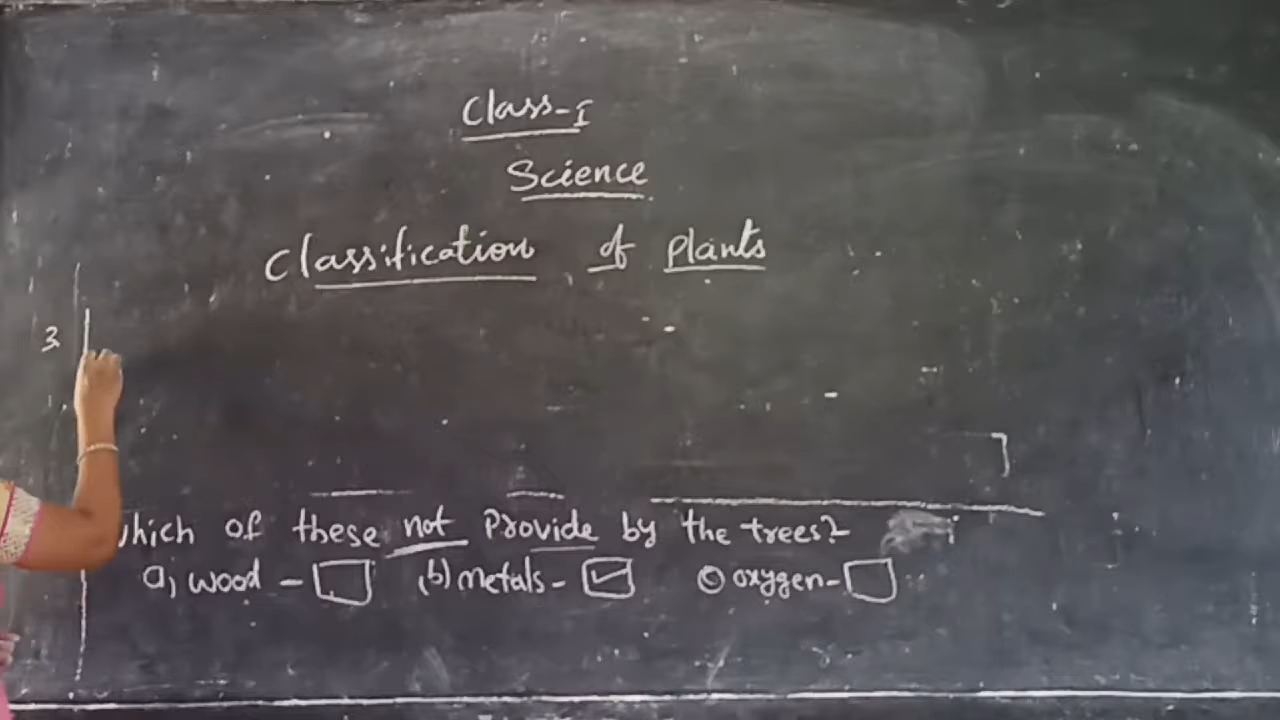 Class-I
Science
Classification of Plants
3
which of these not Provide by the trees?
a) wood - (b) metals - ✓ (c) oxygen -